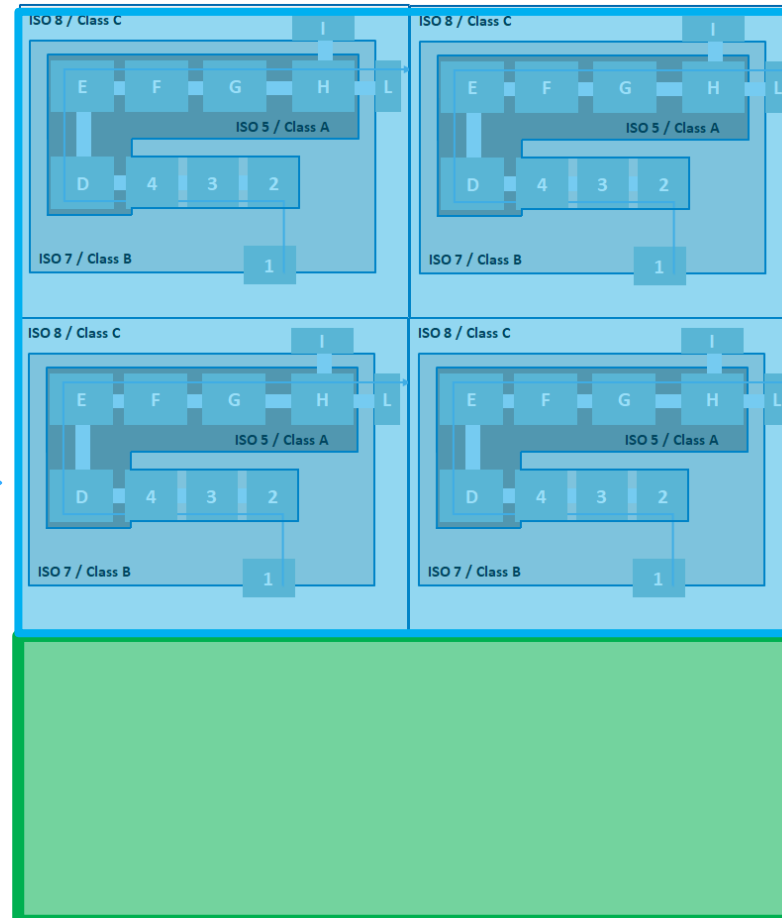 ISO 8 / Class C
I
E F G H L
ISO 5 / Class A
D 4 3 2
ISO 7 / Class B
1
ISO 8 / Class C
I
E F G H L
ISO 5 / Class A
D 4 3 2
ISO 7 / Class B
1
ISO 8 / Class C
I
E F G H L
ISO 5 / Class A
D 4 3 2
ISO 7 / Class B
1
ISO 8 / Class C
I
E F G H L
ISO 5 / Class A
D 4 3 2
ISO 7 / Class B
1